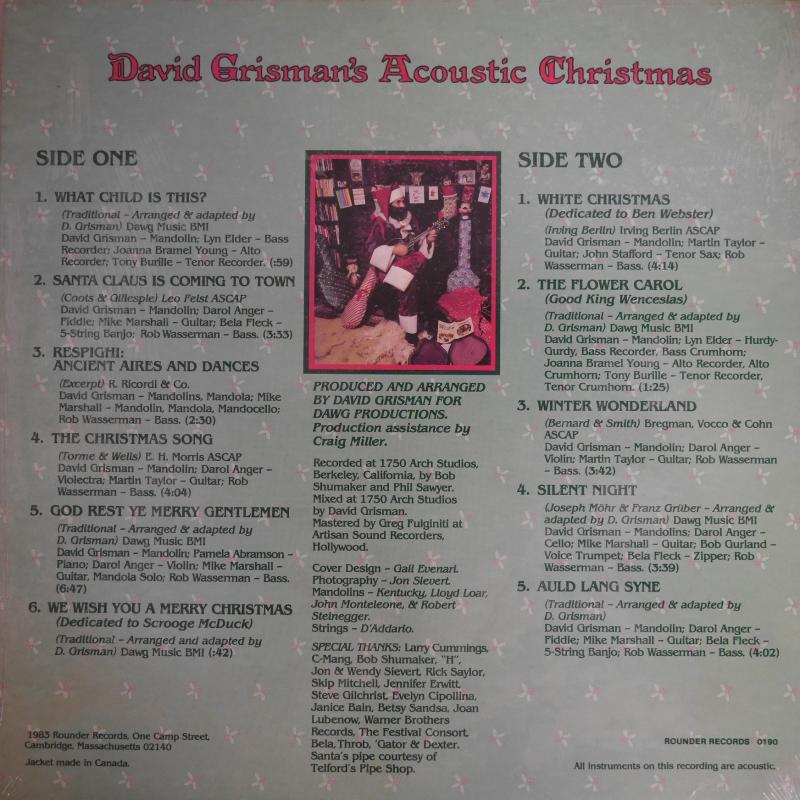 David Grisman's Acoustic Christmas
SIDE ONE
1. WHAT CHILD IS THIS?
(Traditional – Arranged & adapted by
D. Grisman) Dawg Music BMI
David Grisman – Mandolin; Lyn Elder – Bass
Recorder; Joanna Bramel Young – Alto
Recorder; Tony Burille – Tenor Recorder. (:59)
2. SANTA CLAUS IS COMING TO TOWN
(Coots & Gillespie) Leo Feist ASCAP
David Grisman – Mandolin; Darol Anger –
Fiddle; Mike Marshall – Guitar; Bela Fleck –
5-String Banjo; Rob Wasserman – Bass. (3:33)
3. RESPIGHI:
ANCIENT AIRES AND DANCES
(Excerpt) R. Ricordi & Co.
David Grisman – Mandolins, Mandola; Mike
Marshall – Mandolin, Mandola, Mandocello;
Rob Wasserman – Bass. (2:30)
4. THE CHRISTMAS SONG
(Torme & Wells) E. H. Morris ASCAP
David Grisman – Mandolin; Darol Anger –
Violectra; Martin Taylor – Guitar; Rob
Wasserman – Bass. (4:04)
5. GOD REST YE MERRY GENTLEMEN
(Traditional – Arranged & adapted by
D. Grisman) Dawg Music BMI
David Grisman – Mandolin; Pamela Abramson –
Piano; Darol Anger – Violin; Mike Marshall –
Guitar, Mandola Solo; Rob Wasserman – Bass.
(6:47)
6. WE WISH YOU A MERRY CHRISTMAS
(Dedicated to Scrooge McDuck)
(Traditional – Arranged and adapted by
D. Grisman) Dawg Music BMI (:42)
1983 Rounder Records, One Camp Street,
Cambridge, Massachusetts 02140
Jacket made in Canada.
PRODUCED AND ARRANGED
BY DAVID GRISMAN FOR
DAWG PRODUCTIONS.
Production assistance by
Craig Miller.
Recorded at 1750 Arch Studios,
Berkeley, California, by Bob
Shumaker and Phil Sawyer.
Mixed at 1750 Arch Studios
by David Grisman.
Mastered by Greg Fulginiti at
Artisan Sound Recorders,
Hollywood.
Cover Design – Gail Evenari.
Photography – Jon Sievert.
Mandolins – Kentucky, Lloyd Loar,
John Monteleone, & Robert
Steinegger.
Strings – D'Addario.
SPECIAL THANKS: Larry Cummings,
C-Mang, Bob Shumaker, "H",
Jon & Wendy Sievert, Rick Saylor,
Skip Mitchell, Jennifer Erwitt,
Steve Gilchrist, Evelyn Cipollina,
Janice Bain, Betsy Sandsa, Joan
Lubenow, Warner Brothers
Records, The Festival Consort,
Bela, Throb, 'Gator & Dexter.
Santa's pipe courtesy of
Telford's Pipe Shop.
SIDE TWO
1. WHITE CHRISTMAS
(Dedicated to Ben Webster)
(Irving Berlin) Irving Berlin ASCAP
David Grisman – Mandolin; Martin Taylor –
Guitar; John Stafford – Tenor Sax; Rob
Wasserman – Bass. (4:14)
2. THE FLOWER CAROL
(Good King Wenceslas)
(Traditional – Arranged & adapted by
D. Grisman) Dawg Music BMI
David Grisman – Mandolin; Lyn Elder – Hurdy-
Gurdy, Bass Recorder, Bass Crumhorn;
Joanna Bramel Young – Alto Recorder, Alto
Crumhorn; Tony Burille – Tenor Recorder,
Tenor Crumhorn. (1:25)
3. WINTER WONDERLAND
(Bernard & Smith) Bregman, Vocco & Cohn
ASCAP
David Grisman – Mandolin; Darol Anger –
Violin; Martin Taylor – Guitar; Rob Wasserman
– Bass. (3:42)
4. SILENT NIGHT
(Joseph Möhr & Franz Grüber – Arranged &
adapted by D. Grisman) Dawg Music BMI
David Grisman – Mandolins; Darol Anger –
Cello; Mike Marshall – Guitar; Bob Gurland –
Voice Trumpet; Bela Fleck – Zipper; Rob
Wasserman – Bass. (3:39)
5. AULD LANG SYNE
(Traditional – Arranged & adapted by
D. Grisman)
David Grisman – Mandolin; Darol Anger –
Fiddle; Mike Marshall – Guitar; Bela Fleck –
5-String Banjo; Rob Wasserman – Bass. (4:02)
ROUNDER RECORDS 0190
All instruments on this recording are acoustic.